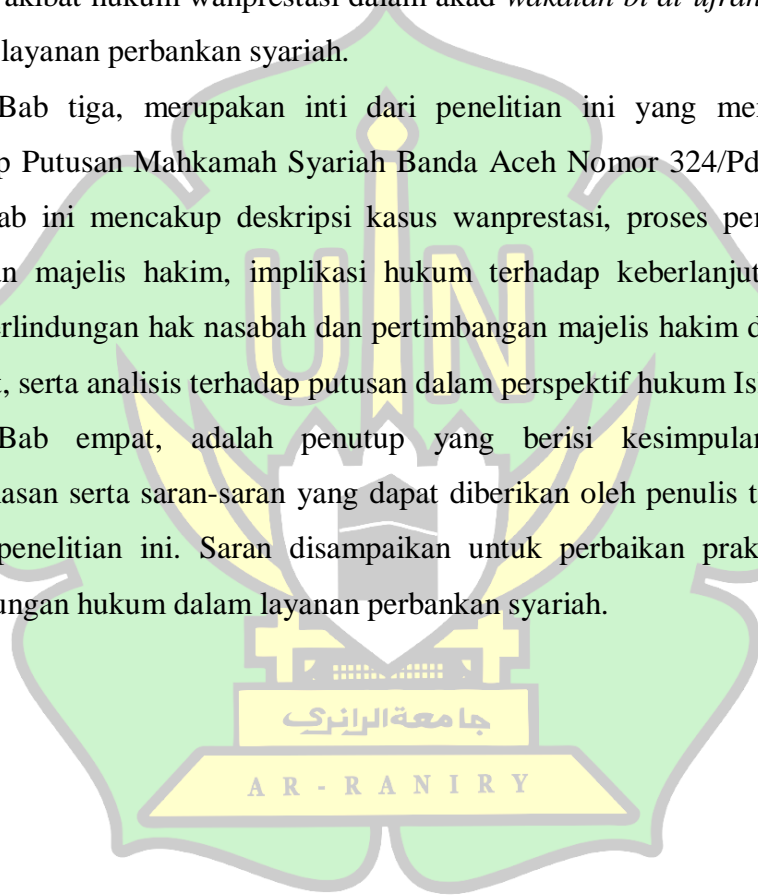 akibat hukum wanprestasi dalam akad wakalah bi al-ujrah
layanan perbankan syariah.
Bab tiga, merupakan inti dari penelitian ini yang
Putusan Mahkamah Syariah Banda Aceh Nomor 324/Pd
ab ini mencakup deskripsi kasus wanprestasi, proses
majelis hakim, implikasi hukum terhadap
erlindungan hak nasabah dan pertimbangan majelis hakim
serta analisis terhadap putusan dalam perspektif hukum Is
Bab empat, adalah penutup yang berisi kesimpulan
asan serta saran-saran yang dapat diberikan oleh penulis
penelitian ini. Saran disampaikan untuk perbaikan prak
ungan hukum dalam layanan perbankan syariah.
UIN
جامعة الرانري
AR-RANIRY